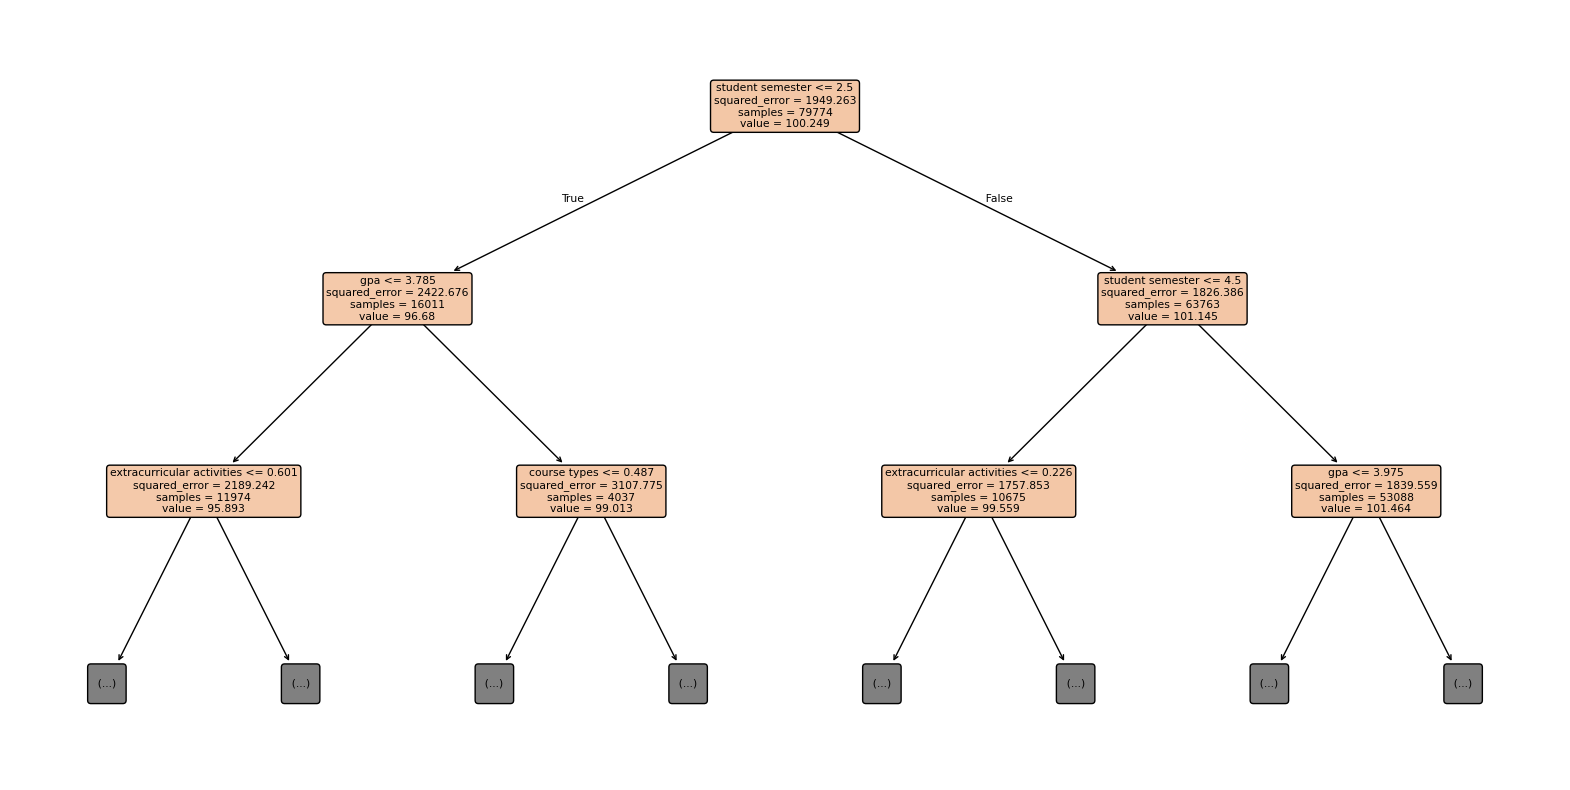 student semester <= 2.5
squared_error = 1949.263
samples = 79774
value = 100.249
True
False
gpa <= 3.785
squared_error = 2422.676
samples = 16011
value = 96.68
student semester <= 4.5
squared_error = 1826.386
samples = 63763
value = 101.145
extracurricular activities <= 0.601
squared_error = 2189.242
samples = 11974
value = 95.893
course types <= 0.487
squared_error = 3107.775
samples = 4037
value = 99.013
extracurricular activities <= 0.226
squared_error = 1757.853
samples = 10675
value = 99.559
gpa <= 3.975
squared_error = 1839.559
samples = 53088
value = 101.464
(...)
(...)
(...)
(...)
(...)
(...)
(...)
(...)